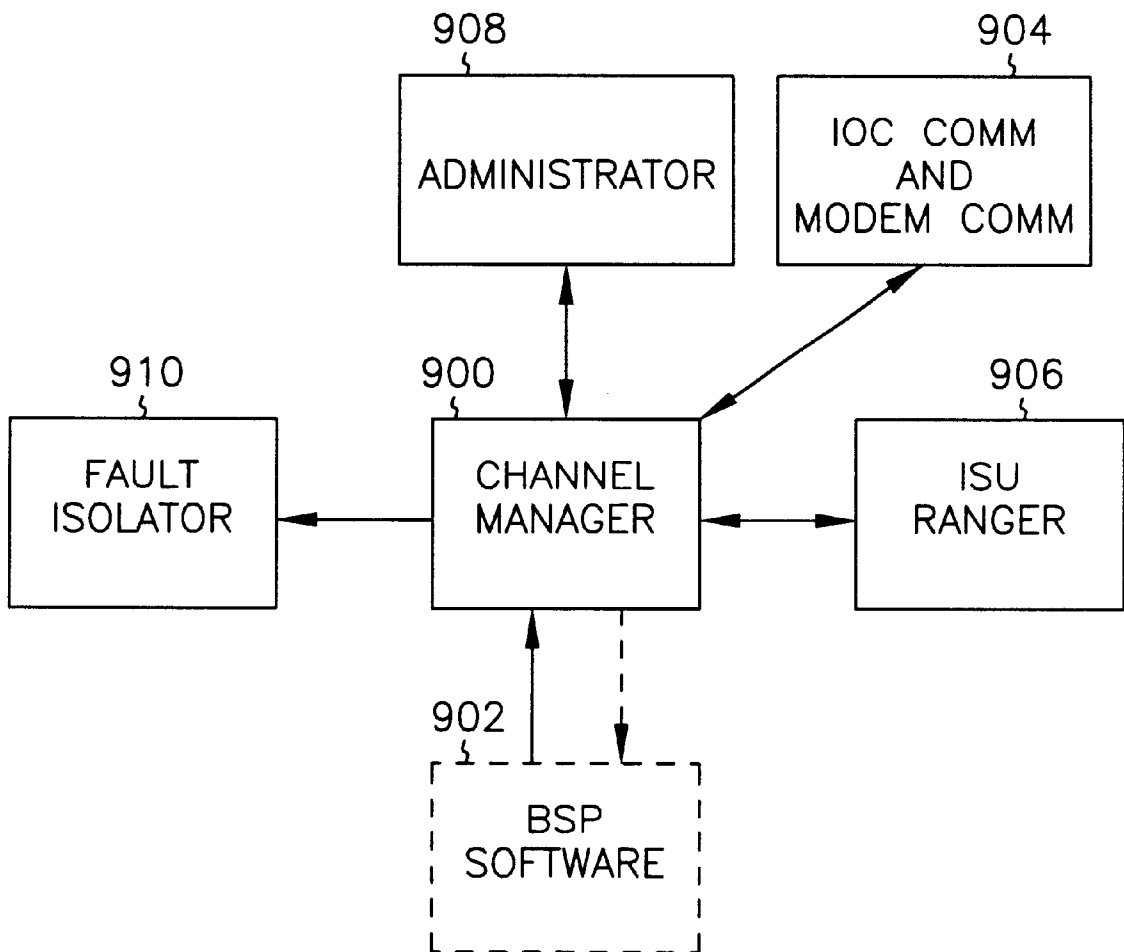 908
904
ADMINISTRATOR
IOC COMM
AND
MODEM COMM
910
900
906
FAULT
ISOLATOR
CHANNEL
MANAGER
ISU
RANGER
902
BSP
SOFTWARE